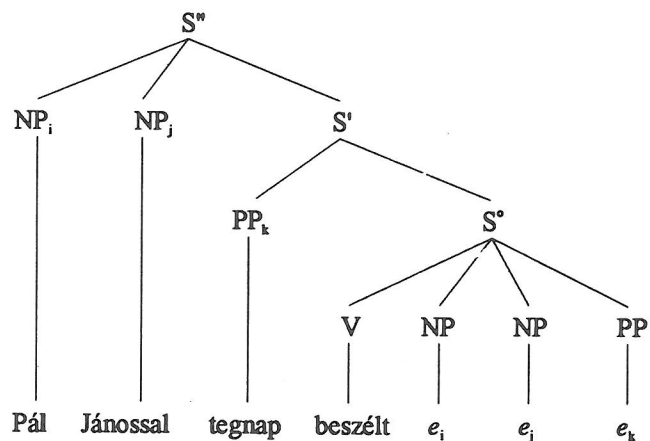 S"
NPᵢ NPⱼ S'
PPₖ S°
V NP NP PP
Pál Jánossal tegnap beszélt eᵢ eⱼ eₖ